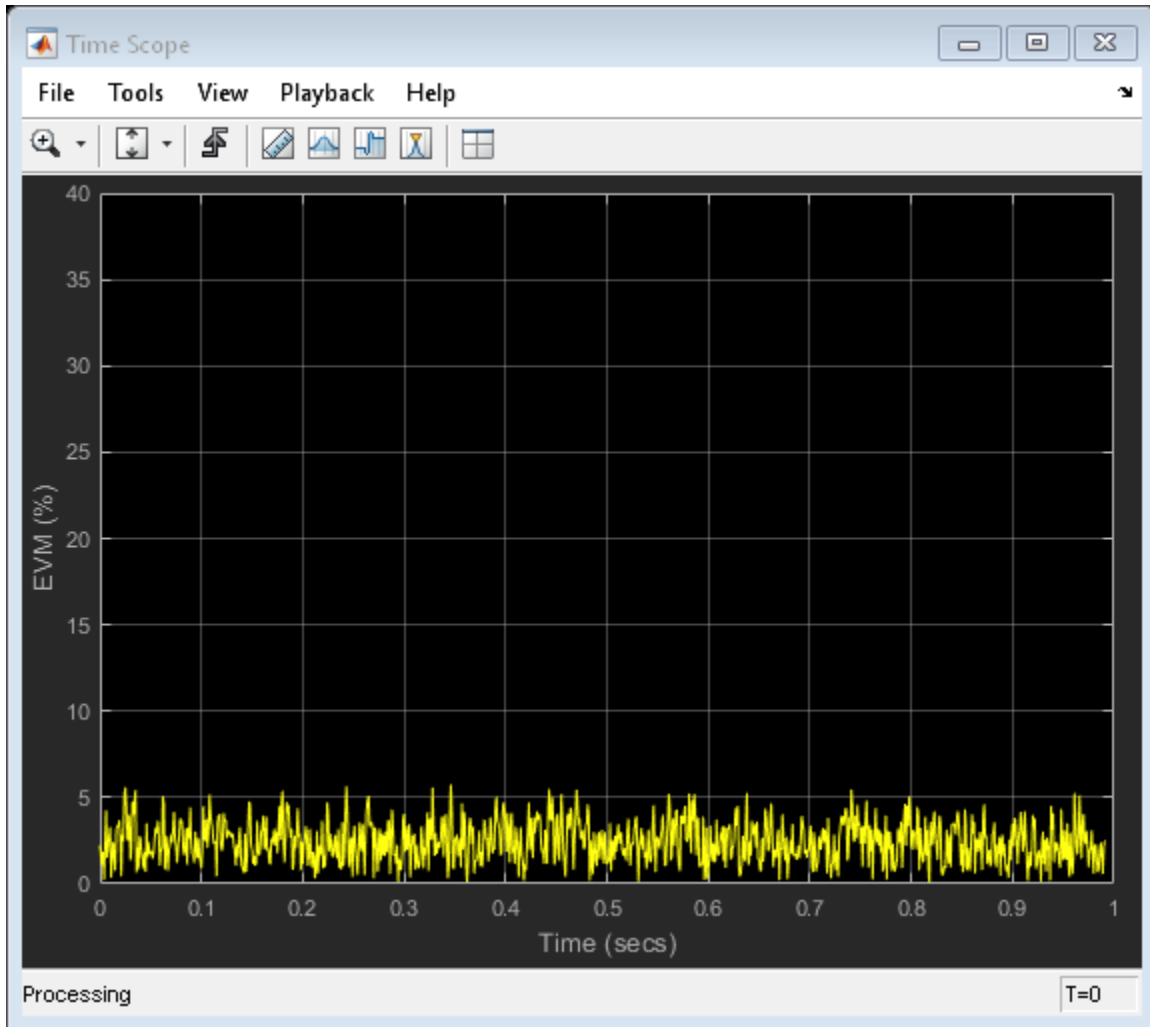 Time Scope
File Tools View Playback Help
40
35
30
25
20
15
10
5
0
EVM (%)
0 0.1 0.2 0.3 0.4 0.5 0.6 0.7 0.8 0.9 1
Time (secs)
Processing T=0